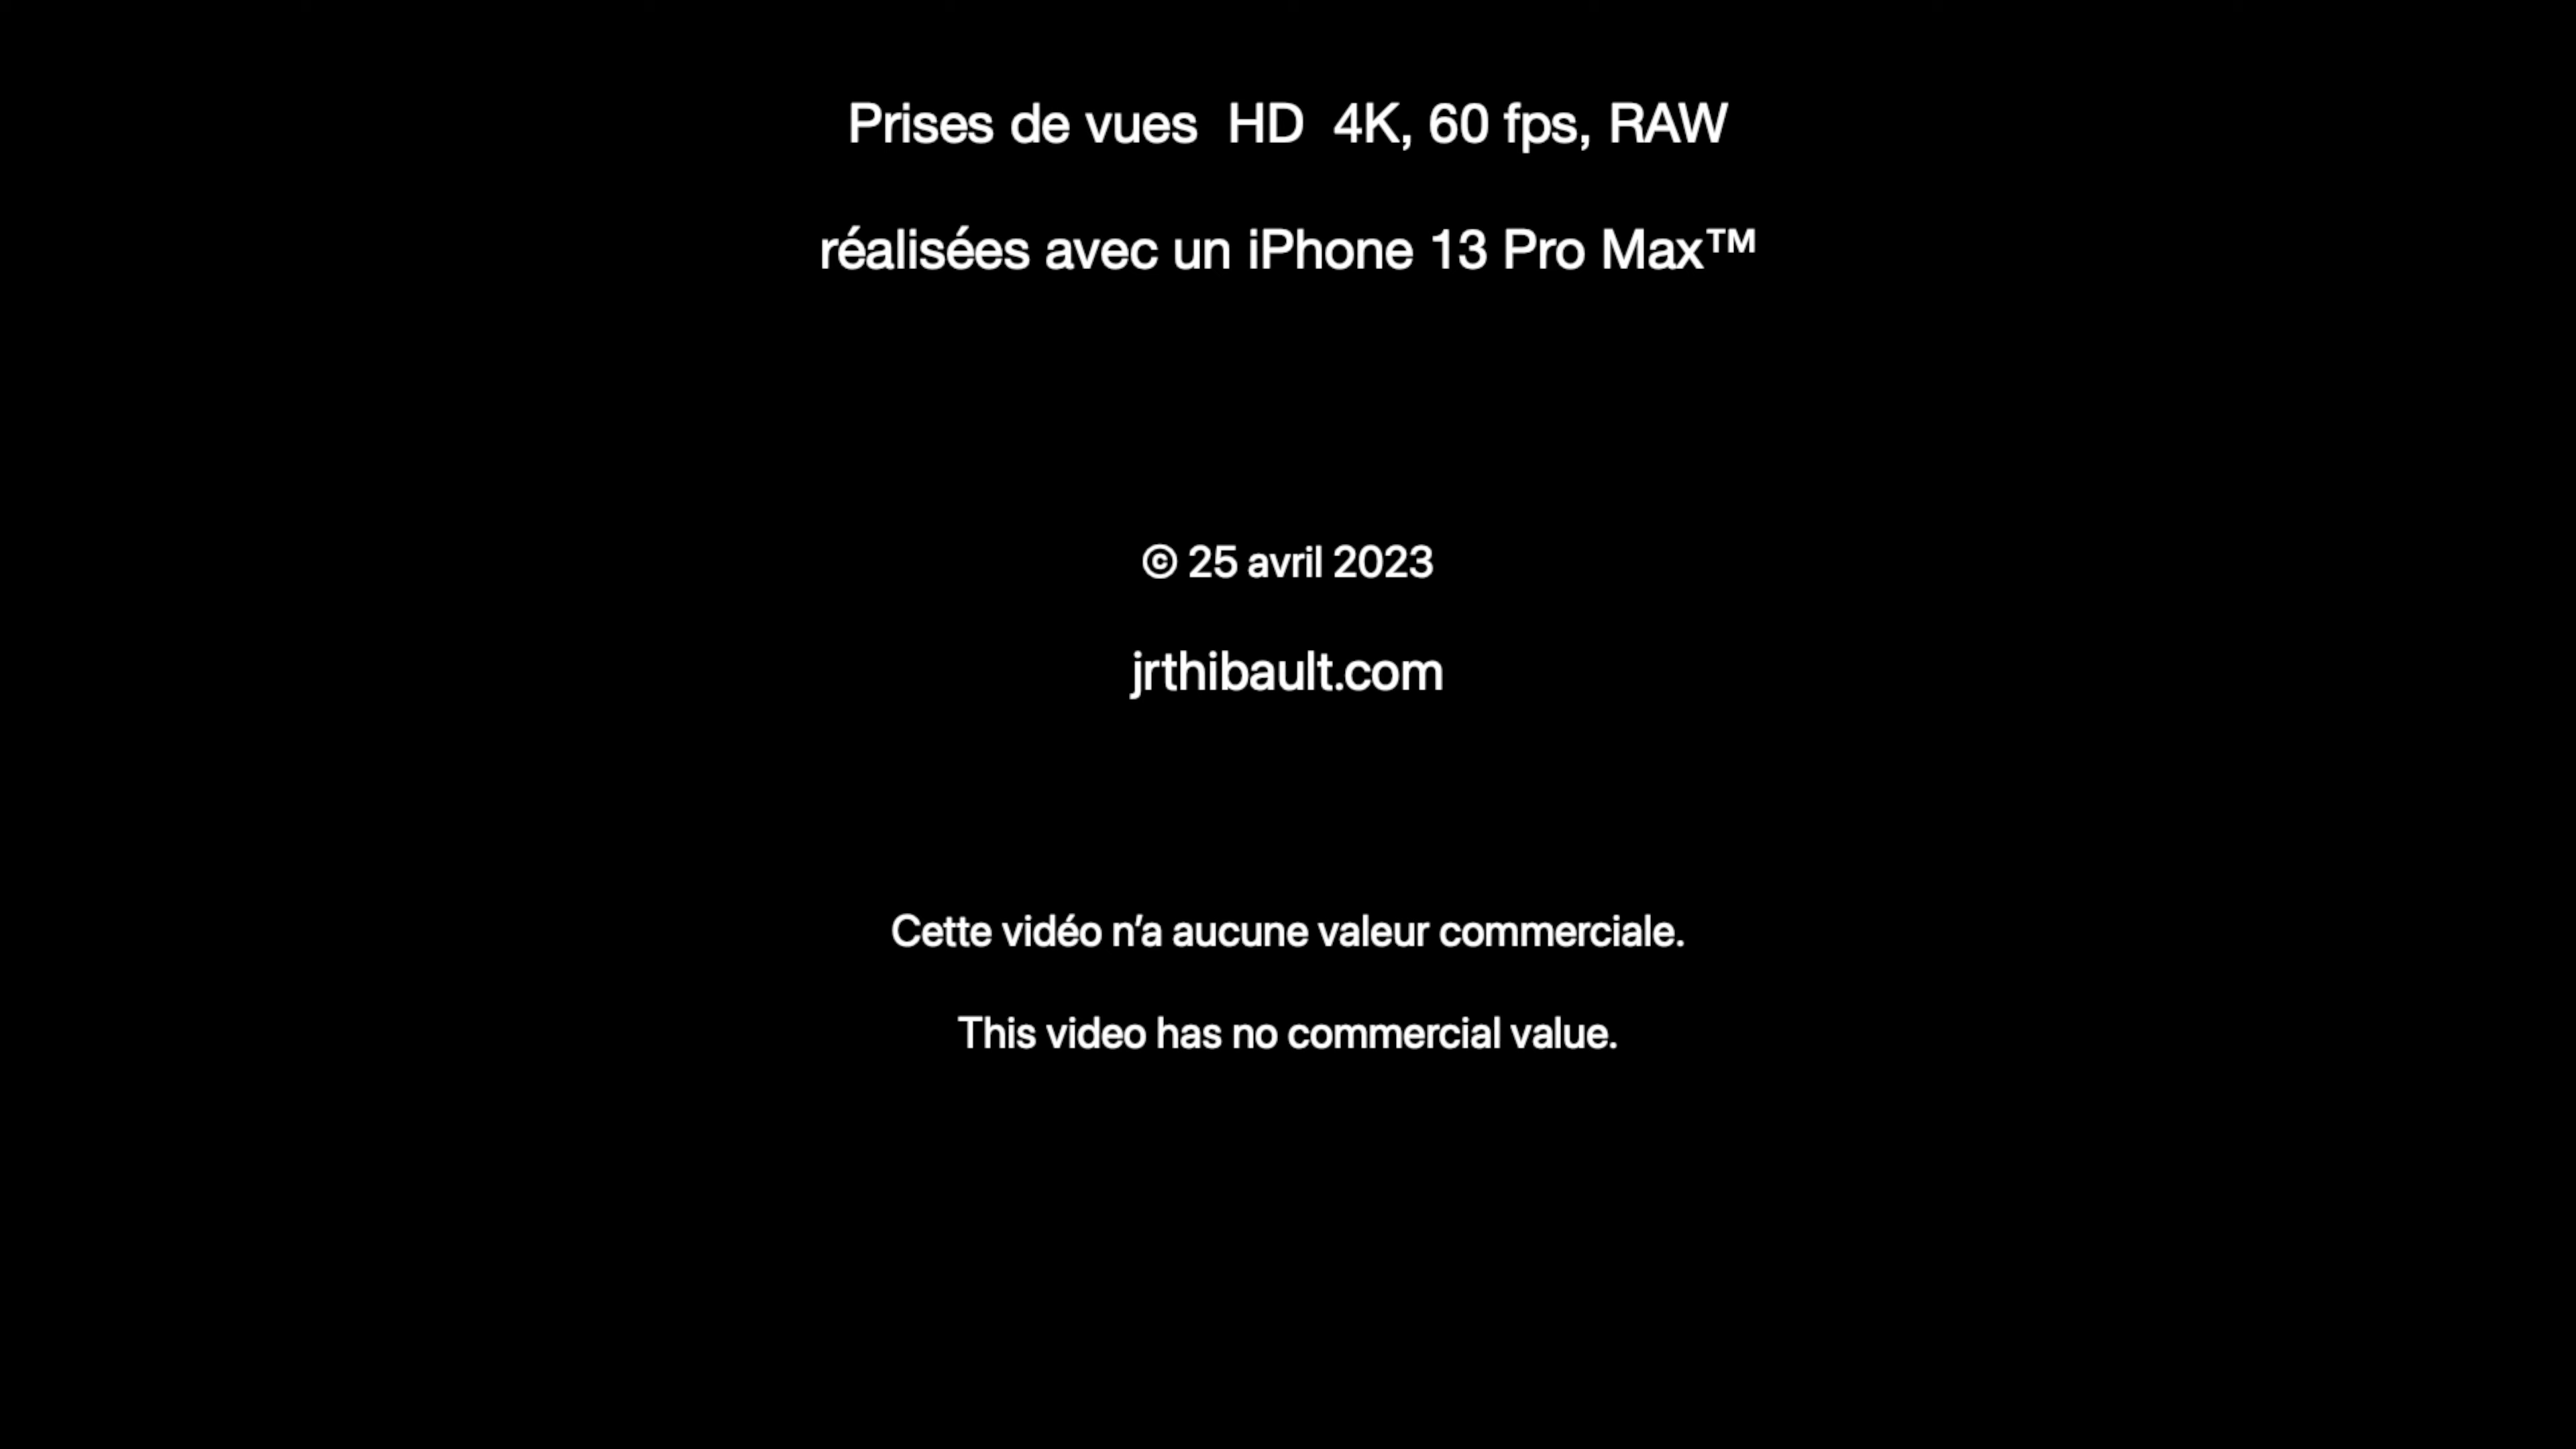 Prises de vues  HD  4K, 60 fps, RAW
réalisées avec un iPhone 13 Pro Max™
© 25 avril 2023
jrthibault.com
Cette vidéo n’a aucune valeur commerciale.
This video has no commercial value.